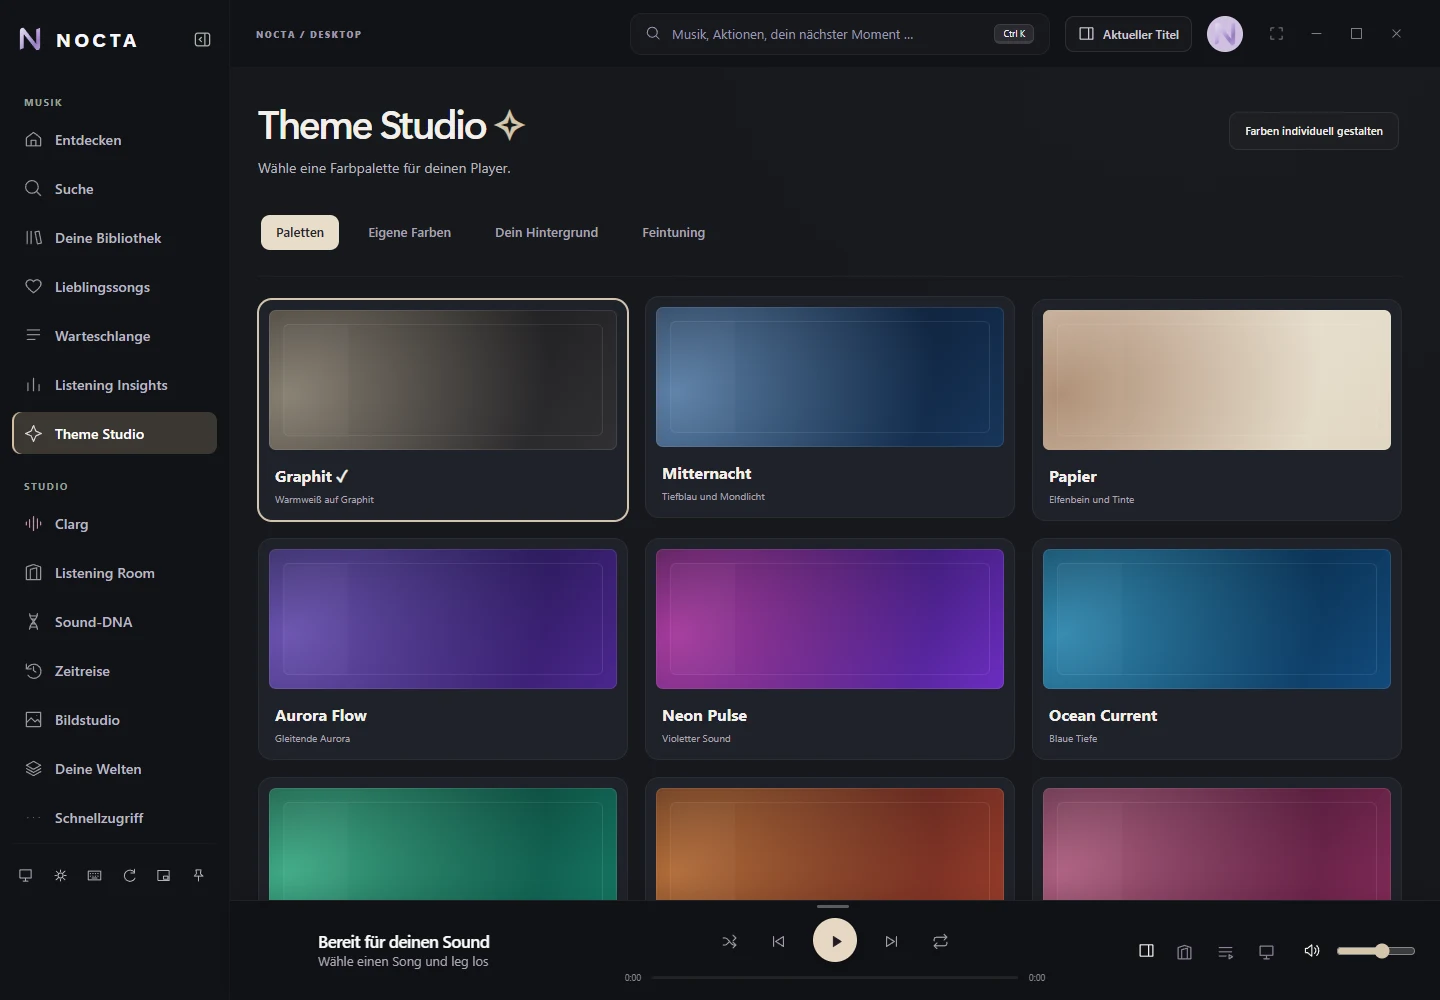 NOCTA
NOCTA / DESKTOP
Musik, Aktionen, dein nächster Moment ...
Ctrl K
Aktueller Titel
MUSIK
Entdecken
Suche
Deine Bibliothek
Lieblingssongs
Warteschlange
Listening Insights
Theme Studio
STUDIO
Clarg
Listening Room
Sound-DNA
Zeitreise
Bildstudio
Deine Welten
Schnellzugriff
Theme Studio
Wähle eine Farbpalette für deinen Player.
Farben individuell gestalten
Paletten
Eigene Farben
Dein Hintergrund
Feintuning
Graphit ✓
Warmweiß auf Graphit
Mitternacht
Tiefblau und Mondlicht
Papier
Elfenbein und Tinte
Aurora Flow
Gleitende Aurora
Neon Pulse
Violetter Sound
Ocean Current
Blaue Tiefe
Bereit für deinen Sound
Wähle einen Song und leg los
0:00
0:00